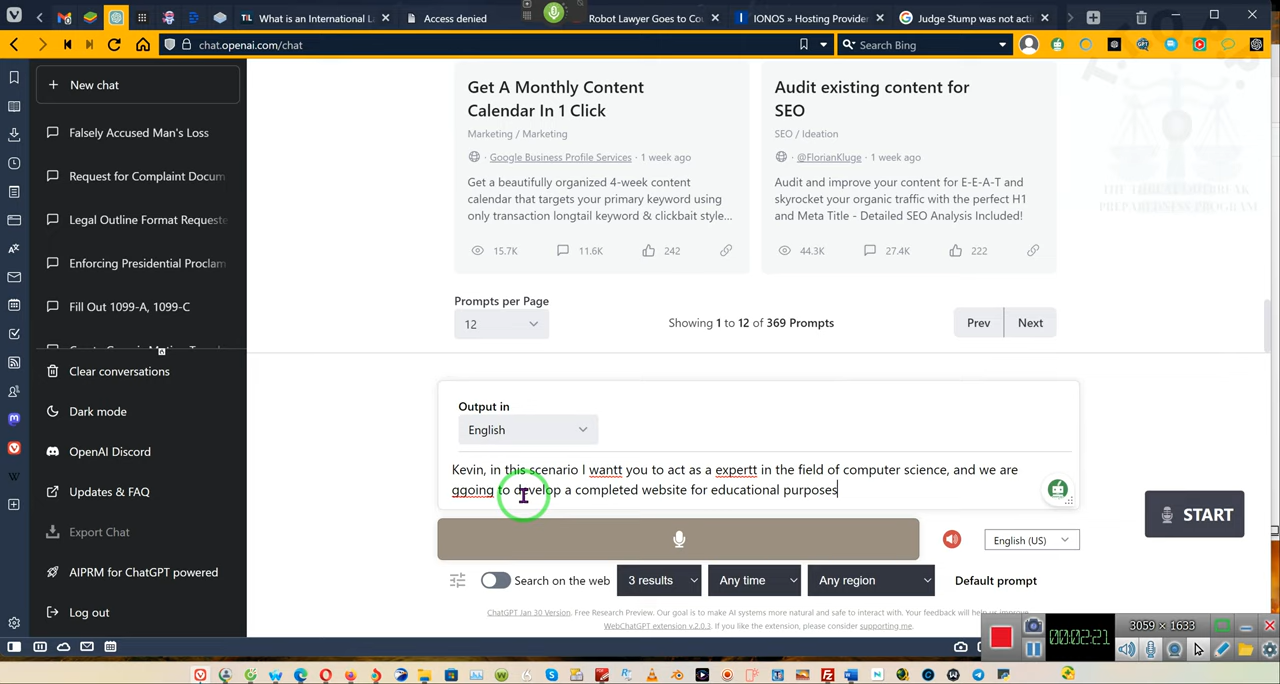 What is an International L
Access denied
Robot Lawyer Goes to Cou
IONOS » Hosting Provider
Judge Stump was not acti
chat.openai.com/chat
Search Bing
New chat
Falsely Accused Man's Loss
Request for Complaint Docum
Legal Outline Format Requeste
Enforcing Presidential Proclam
Fill Out 1099-A, 1099-C
Clear conversations
Dark mode
OpenAI Discord
Updates & FAQ
Export Chat
AIPRM for ChatGPT powered
Log out
Get A Monthly Content
Calendar In 1 Click
Marketing / Marketing
· Google Business Profile Services · 1 week ago
Get a beautifully organized 4-week content
calendar that targets your primary keyword using
only transaction longtail keyword & clickbait style...
15.7K 11.6K 242
Audit existing content for
SEO
SEO / Ideation
· @FlorianKluge · 1 week ago
Audit and improve your content for E-E-A-T and
skyrocket your organic traffic with the perfect H1
and Meta Title - Detailed SEO Analysis Included!
44.3K 27.4K 222
THE THREAT OUTBREAK
PREPAREDNESS PROGRAM
Prompts per Page
12
Showing 1 to 12 of 369 Prompts
Prev Next
Output in
English
Kevin, in this scenario I wantt you to act as a expertt in the field of computer science, and we are
ggoing to develop a completed website for educational purposes
START
English (US)
Search on the web 3 results Any time Any region Default prompt
ChatGPT Jan 30 Version. Free Research Preview. Our goal is to make AI systems more natural and safe to interact with. Your feedback will help us
WebChatGPT extension v.2.0.3. If you like the extension, please consider supporting me.
3059 × 1633
00:02:21